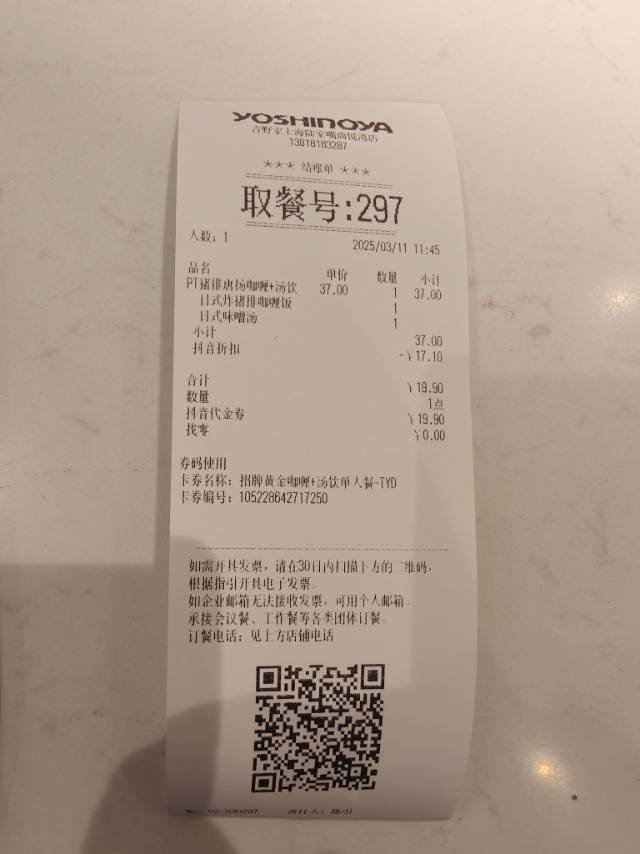 YOSHINOYA
吉野家上海陆家嘴尚悦湾店
13818183287
*** 结账单 ***
取餐号:297
人数: 1
2025/03/11 11:45
品名 单价 数量 小计
PT猪排唐扬咖喱+汤饮 37.00 1 37.00
日式炸猪排咖喱饭 1
日式味噌汤 1
小计 37.00
抖音折扣 -¥17.10
合计 ¥19.90
数量 1点
抖音代金券 ¥19.90
找零 ¥0.00
券码使用
卡券名称: 招牌黄金咖喱+汤饮单人餐-TYD
卡券编号: 105228642717250
如需开具发票, 请在30日内扫描下方的二维码,
根据指引开具电子发票。
如企业邮箱无法接收发票, 可用个人邮箱。
承接会议餐、工作餐等各类团体订餐。
订餐电话: 见上方店铺电话
No: 02-030297 责任人: 陈引